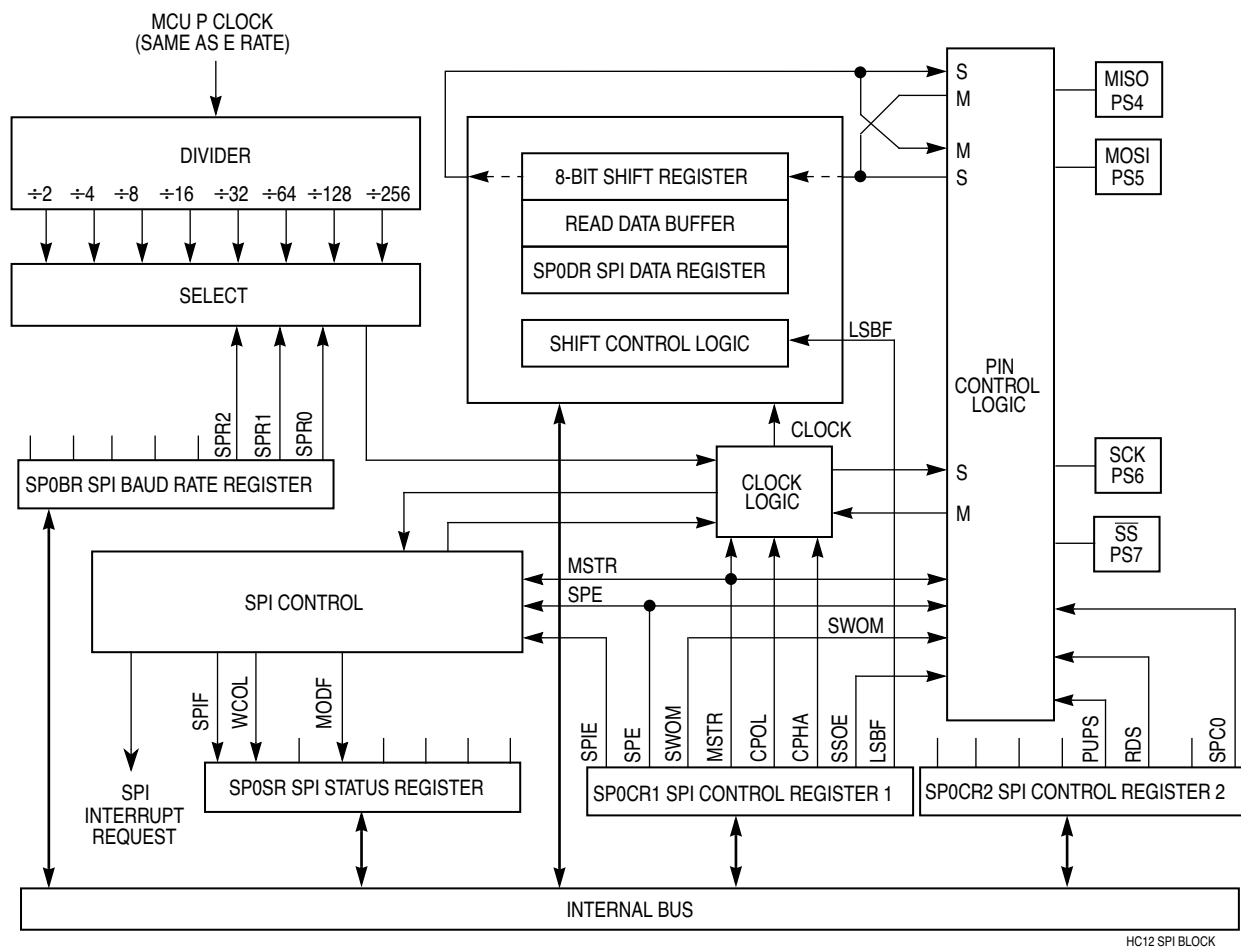 MCU P CLOCK
(SAME AS E RATE)
DIVIDER
÷2 ÷4 ÷8 ÷16 ÷32 ÷64 ÷128 ÷256
SELECT
SPR2
SPR1
SPR0
SP0BR SPI BAUD RATE REGISTER
8-BIT SHIFT REGISTER
READ DATA BUFFER
SP0DR SPI DATA REGISTER
SHIFT CONTROL LOGIC
LSBF
CLOCK
CLOCK
LOGIC
S
M
M
S
PIN
CONTROL
LOGIC
S
M
MISO
PS4
MOSI
PS5
SCK
PS6
SS
PS7
SPI CONTROL
MSTR
SPE
SWOM
SPIF
WCOL
MODF
SPI
INTERRUPT
REQUEST
SP0SR SPI STATUS REGISTER
SPIE
SPE
SWOM
MSTR
CPOL
CPHA
SSOE
LSBF
SP0CR1 SPI CONTROL REGISTER 1
PUPS
RDS
SPC0
SP0CR2 SPI CONTROL REGISTER 2
INTERNAL BUS
HC12 SPI BLOCK